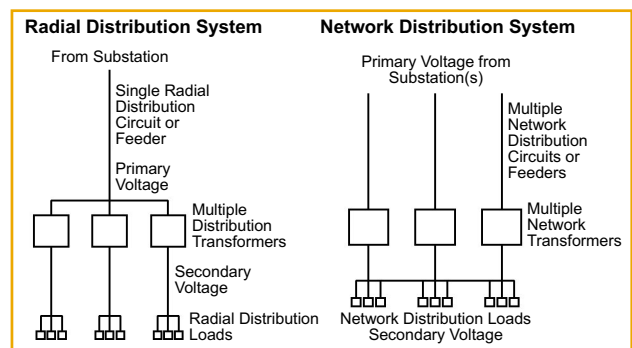 Radial Distribution System
From Substation
Single Radial
Distribution
Circuit or
Feeder
Primary
Voltage
Multiple
Distribution
Transformers
Secondary
Voltage
Radial Distribution
Loads
Network Distribution System
Primary Voltage from
Substation(s)
Multiple
Network
Distribution
Circuits or
Feeders
Multiple
Network
Transformers
Network Distribution Loads
Secondary Voltage